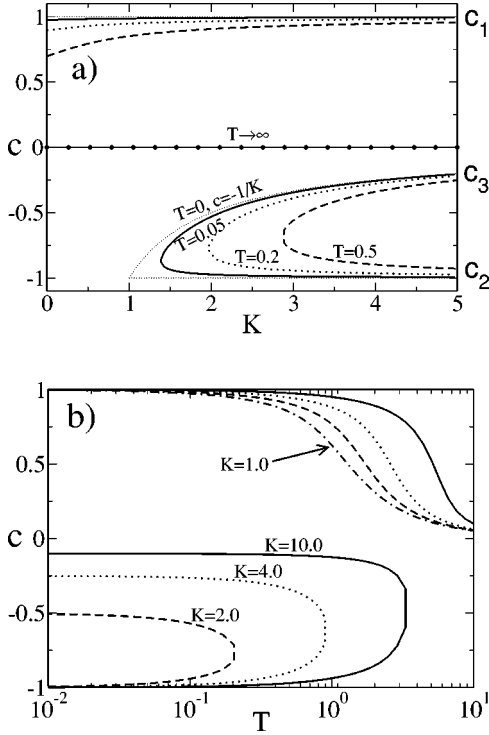 1
c₁
0.5
a)
T→∞
c 0
c₃
T=0, c=-1/K
-0.5
T=0.05
T=0.2
T=0.5
-1
c₂
0 1 2 3 4 5
K
1
b)
0.5
K=1.0
c 0
K=10.0
K=4.0
-0.5
K=2.0
-1
10⁻² 10⁻¹ 10⁰ 10¹
T